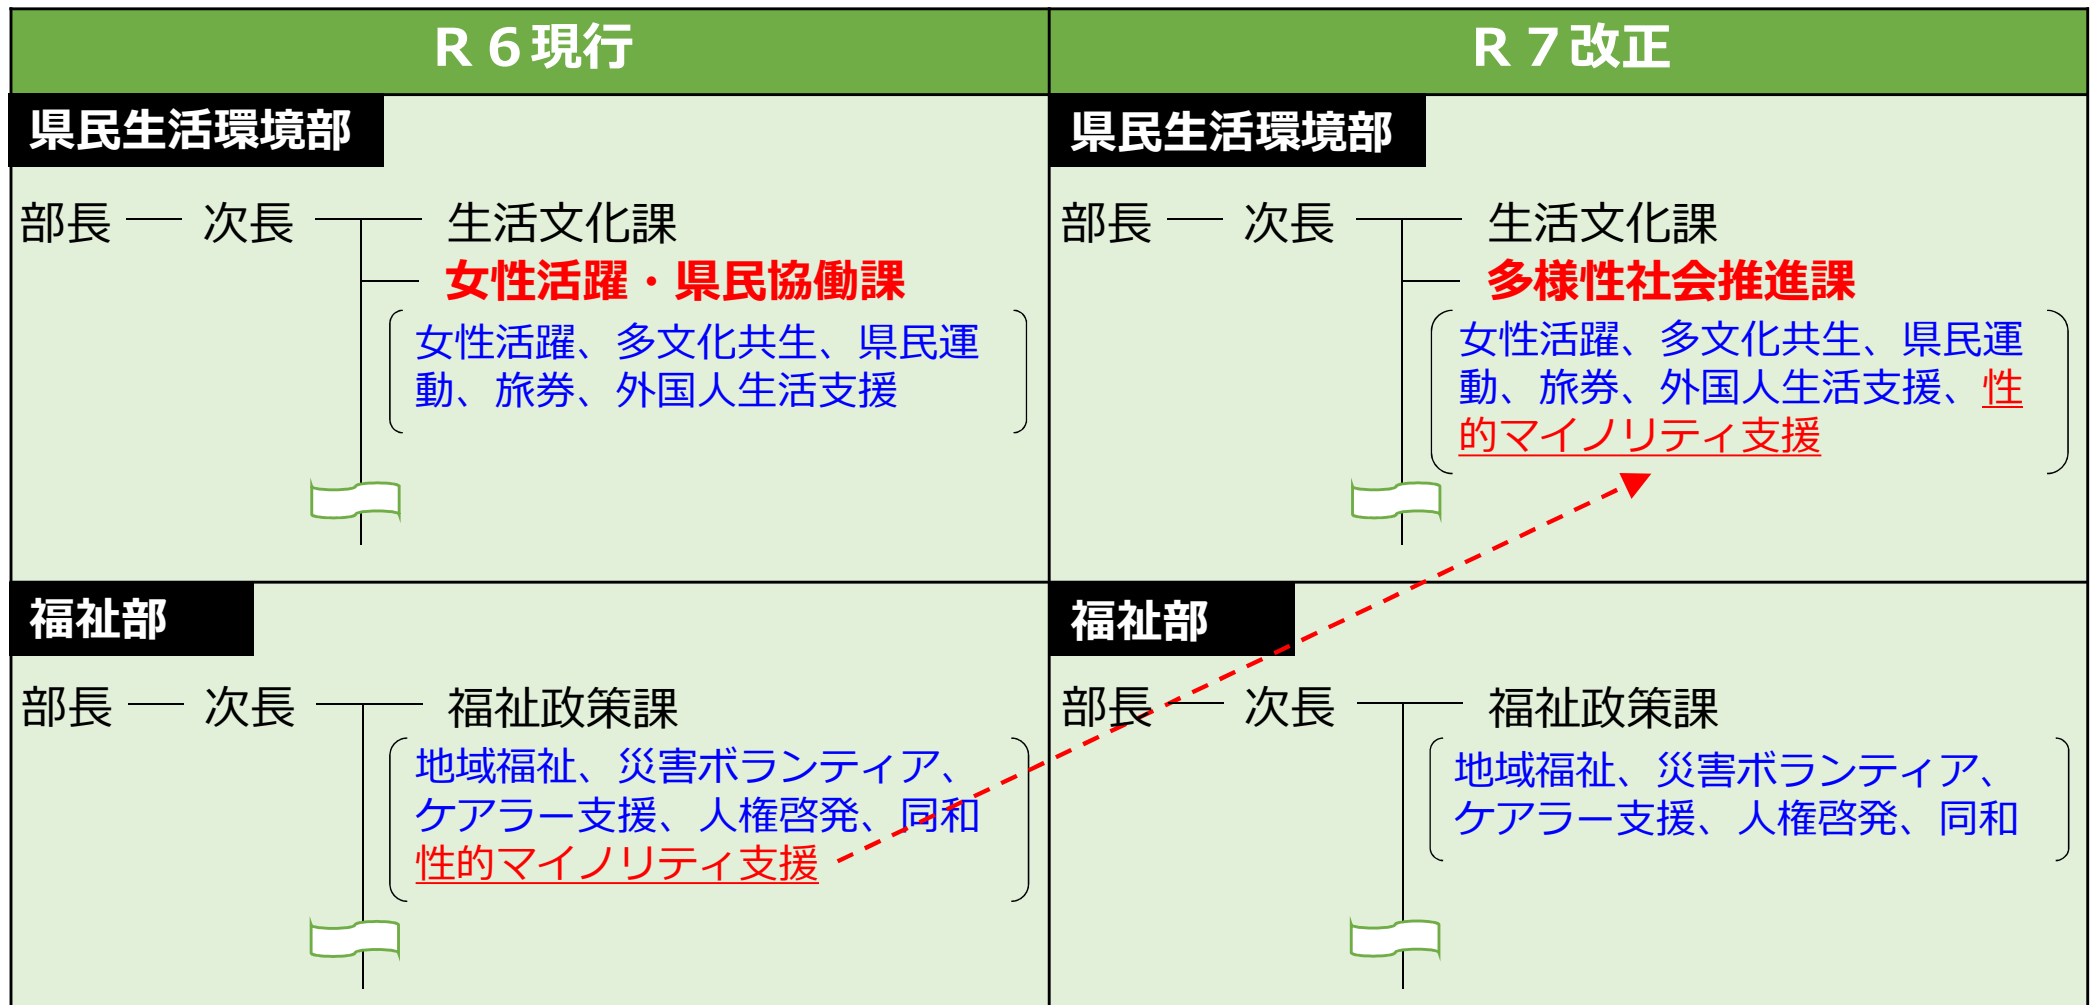 R６現行
R７改正
県民生活環境部
部長 次長 生活文化課
女性活躍・県民協働課
女性活躍、多文化共生、県民運
動、旅券、外国人生活支援
県民生活環境部
部長 次長 生活文化課
多様性社会推進課
女性活躍、多文化共生、県民運
動、旅券、外国人生活支援、性
的マイノリティ支援
福祉部
部長 次長 福祉政策課
地域福祉、災害ボランティア、
ケアラー支援、人権啓発、同和
性的マイノリティ支援
福祉部
部長 次長 福祉政策課
地域福祉、災害ボランティア、
ケアラー支援、人権啓発、同和